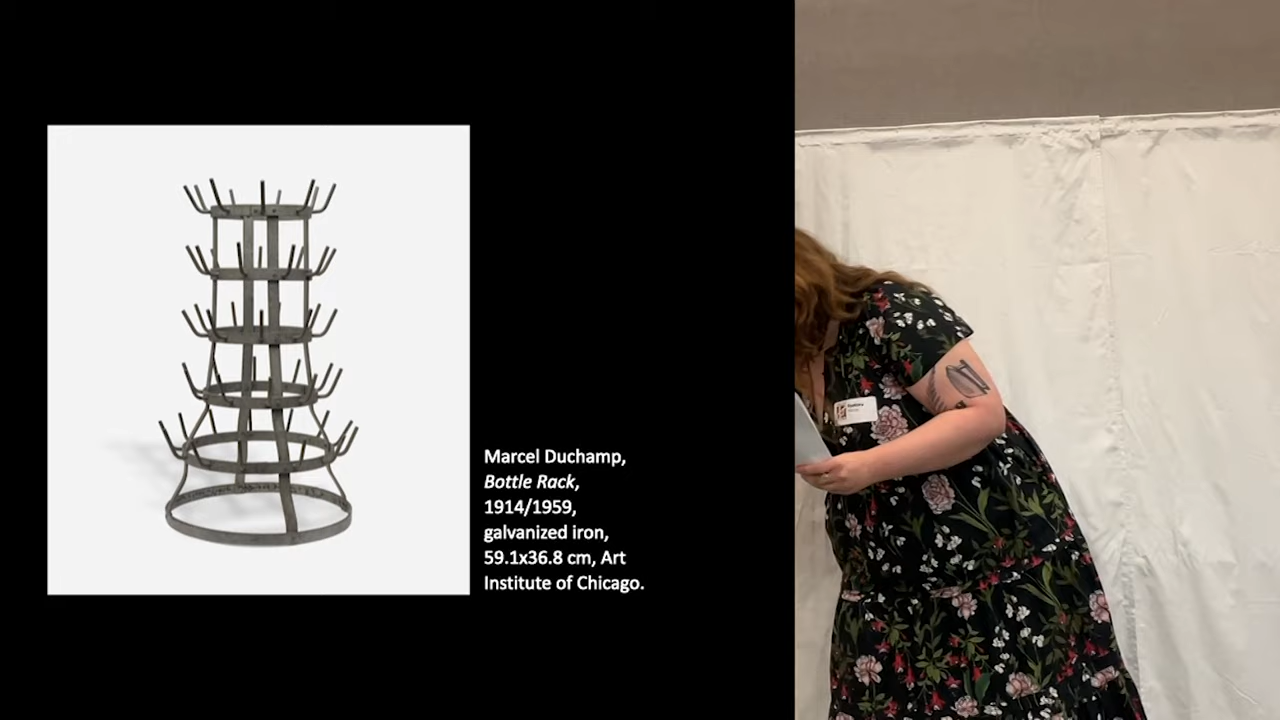 Marcel Duchamp,
Bottle Rack,
1914/1959,
galvanized iron,
59.1x36.8 cm, Art
Institute of Chicago.